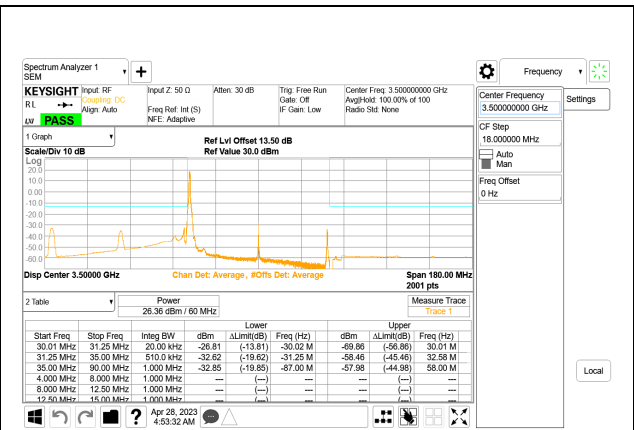 Spectrum Analyzer 1
SEM
Frequency
KEYSIGHT
Input: RF
Coupling: DC
Align: Auto
Input Z: 50 Ω
Freq Ref: Int (S)
NFE: Adaptive
Atten: 30 dB
Trig: Free Run
Gate: Off
IF Gain: Low
Center Freq: 3.500000000 GHz
Avg|Hold: 100.00% of 100
Radio Std: None
R L
LXI PASS
Center Frequency
3.500000000 GHz
Settings
CF Step
18.000000 MHz
Auto
Man
Freq Offset
0 Hz
1 Graph
Scale/Div 10 dB
Ref Lvl Offset 13.50 dB
Ref Value 30.0 dBm
Log
20.0
10.0
0.00
-10.0
-20.0
-30.0
-40.0
-50.0
-60.0
Disp Center 3.50000 GHz
Chan Det: Average , #Offs Det: Average
Span 180.00 MHz
2001 pts
2 Table
Power
26.36 dBm / 60 MHz
Measure Trace
Trace 1
Lower Upper
Start Freq Stop Freq Integ BW dBm ΔLimit(dB) Freq (Hz) dBm ΔLimit(dB) Freq (Hz)
30.01 MHz 31.25 MHz 20.00 kHz -26.81 (-13.81) -30.02 M -69.86 (-56.86) 30.01 M
31.25 MHz 35.00 MHz 510.0 kHz -32.62 (-19.62) -31.25 M -58.46 (-45.46) 32.58 M
35.00 MHz 90.00 MHz 1.000 MHz -32.85 (-19.85) -87.00 M -57.98 (-44.98) 58.00 M
4.000 MHz 8.000 MHz 1.000 MHz --- (---) --- --- (---) ---
8.000 MHz 12.50 MHz 1.000 MHz --- (---) --- --- (---) ---
12.50 MHz 15.00 MHz 1.000 MHz --- (---) --- --- (---) ---
Local
?
Apr 28, 2023
4:53:32 AM